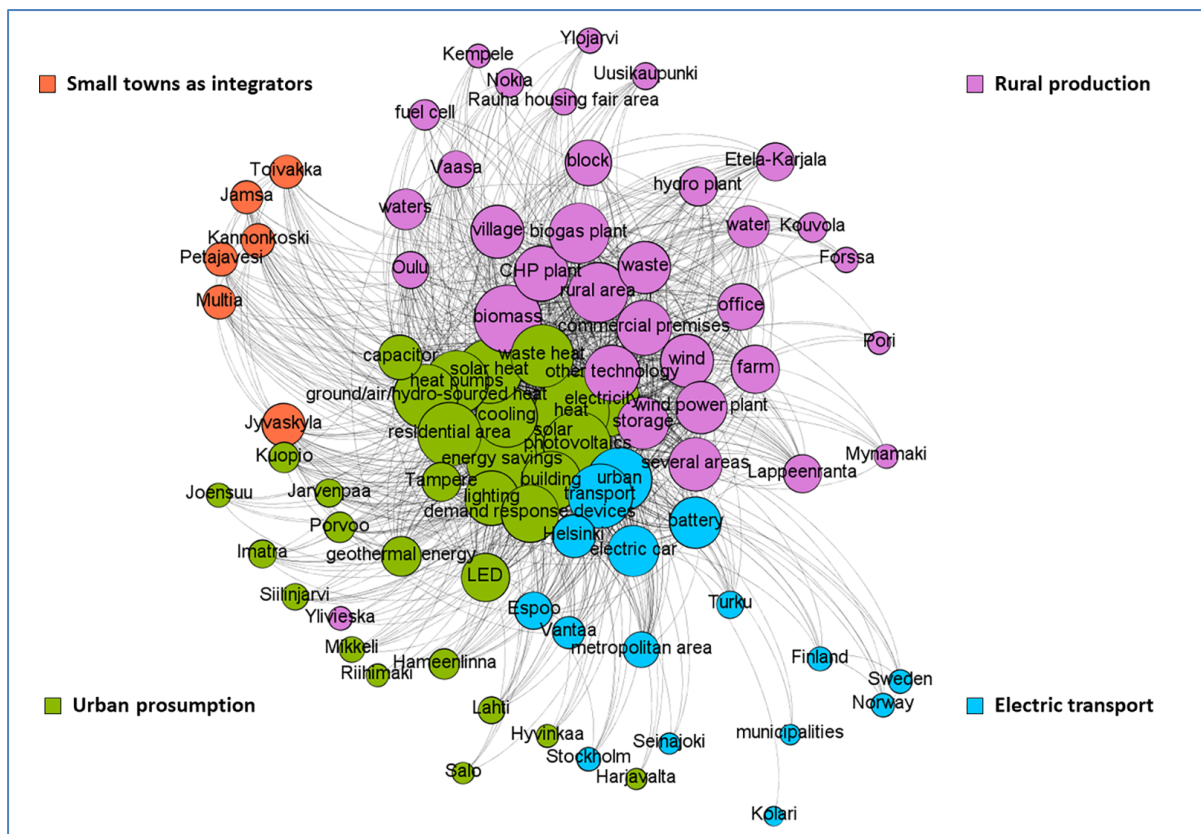 Ylojarvi
Kempele
Uusikaupunki
Nokia
Small towns as integrators
Rural production
Rauha housing fair area
fuel cell
Toivakka
Vaasa
block
Etela-Karjala
hydro plant
Jamsa
waters
Kannonkoski
village
biogas plant
water
Kouvola
Petajavesi
Forssa
Oulu
CHP plant
waste
rural area
Multia
office
biomass
commercial premises
Pori
capacitor
waste heat
wind
solar heat
other technology
farm
heat pumps
ground/air/hydro-sourced heat
electricity
wind power plant
cooling
heat
storage
Jyvaskyla
residential area
solar
photovoltaics
Kuopio
energy savings
several areas
Mynamaki
Lappeenranta
Tampere
building
urban
Joensuu
Jarvenpaa
lighting
transport
demand response
devices
battery
Porvoo
Helsinki
Imatra
geothermal energy
electric car
LED
Siilinjarvi
Espoo
Turku
Ylivieska
Vantaa
Mikkeli
metropolitan area
Riihimaki
Hameenlinna
Finland
Sweden
Norway
Urban prosumption
Electric transport
Lahti
Hyvinkaa
municipalities
Seinajoki
Stockholm
Salo
Harjavalta
Kolari